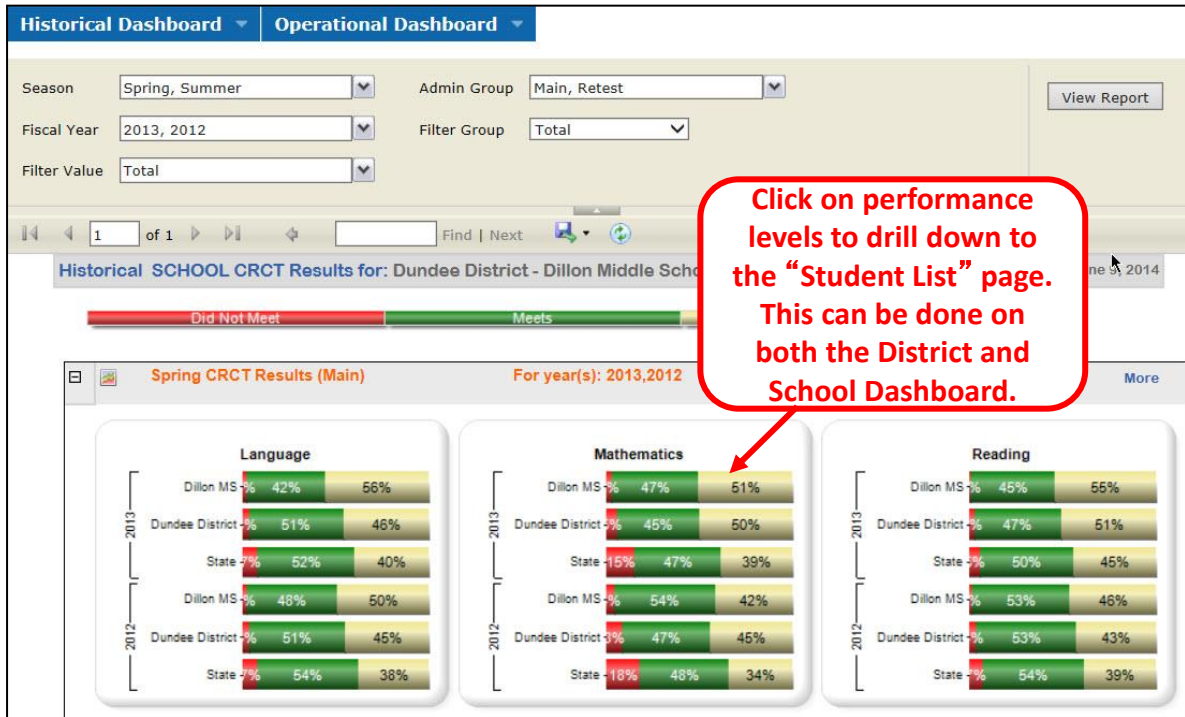 Historical Dashboard Operational Dashboard
Season Spring, Summer Admin Group Main, Retest View Report
Fiscal Year 2013, 2012 Filter Group Total
Filter Value Total
1 of 1 Find | Next
Click on performance
levels to drill down to
the “Student List” page.
This can be done on
both the District and
School Dashboard.
Historical SCHOOL CRCT Results for: Dundee District - Dillon Middle 2014
Did Not Meet Meets
Spring CRCT Results (Main) For year(s): 2013,2012 More
Language
2013
Dillon MS % 42% 56%
Dundee District % 51% 46%
State 7% 52% 40%
2012
Dillon MS % 48% 50%
Dundee District % 51% 45%
State 7% 54% 38%
Mathematics
2013
Dillon MS % 47% 51%
Dundee District % 45% 50%
State 15% 47% 39%
2012
Dillon MS % 54% 42%
Dundee District % 47% 45%
State 18% 48% 34%
Reading
2013
Dillon MS % 45% 55%
Dundee District % 47% 51%
State % 50% 45%
2012
Dillon MS % 53% 46%
Dundee District % 53% 43%
State % 54% 39%